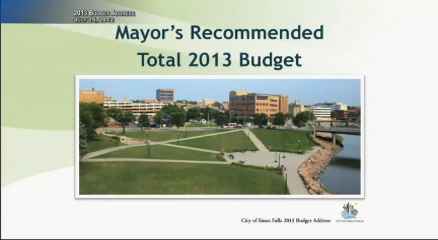 2013 BUDGET ADDRESS
Mayor's Recommended
Total 2013 Budget
City of Sioux Falls 2013 Budget Address